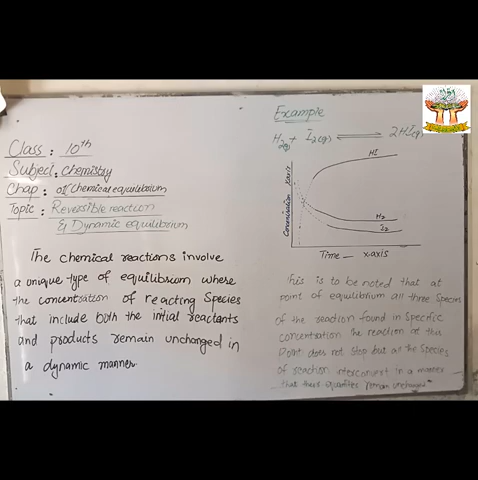 Class : 10th
Subject : Chemistry
Chap : 01 Chemical equilibrium
Topic : Reversible reaction
& Dynamic equilibrium
The chemical reactions involve
a unique type of equilibrium where
the concentration of reacting Species
that include both the initial reactants
and products remain unchanged in
a dynamic manner.
Example
H2(g) + I2(g) ⇌ 2HI(g)
HI
H2
I2
Concentration
Time — x-axis
This is to be noted that at
point of equilibrium all three Species
of the reaction found in Specific
concentration the reaction at this
Point does not stop but all the Species
of reaction interconvert in a manner
that their quantities remain unchanged